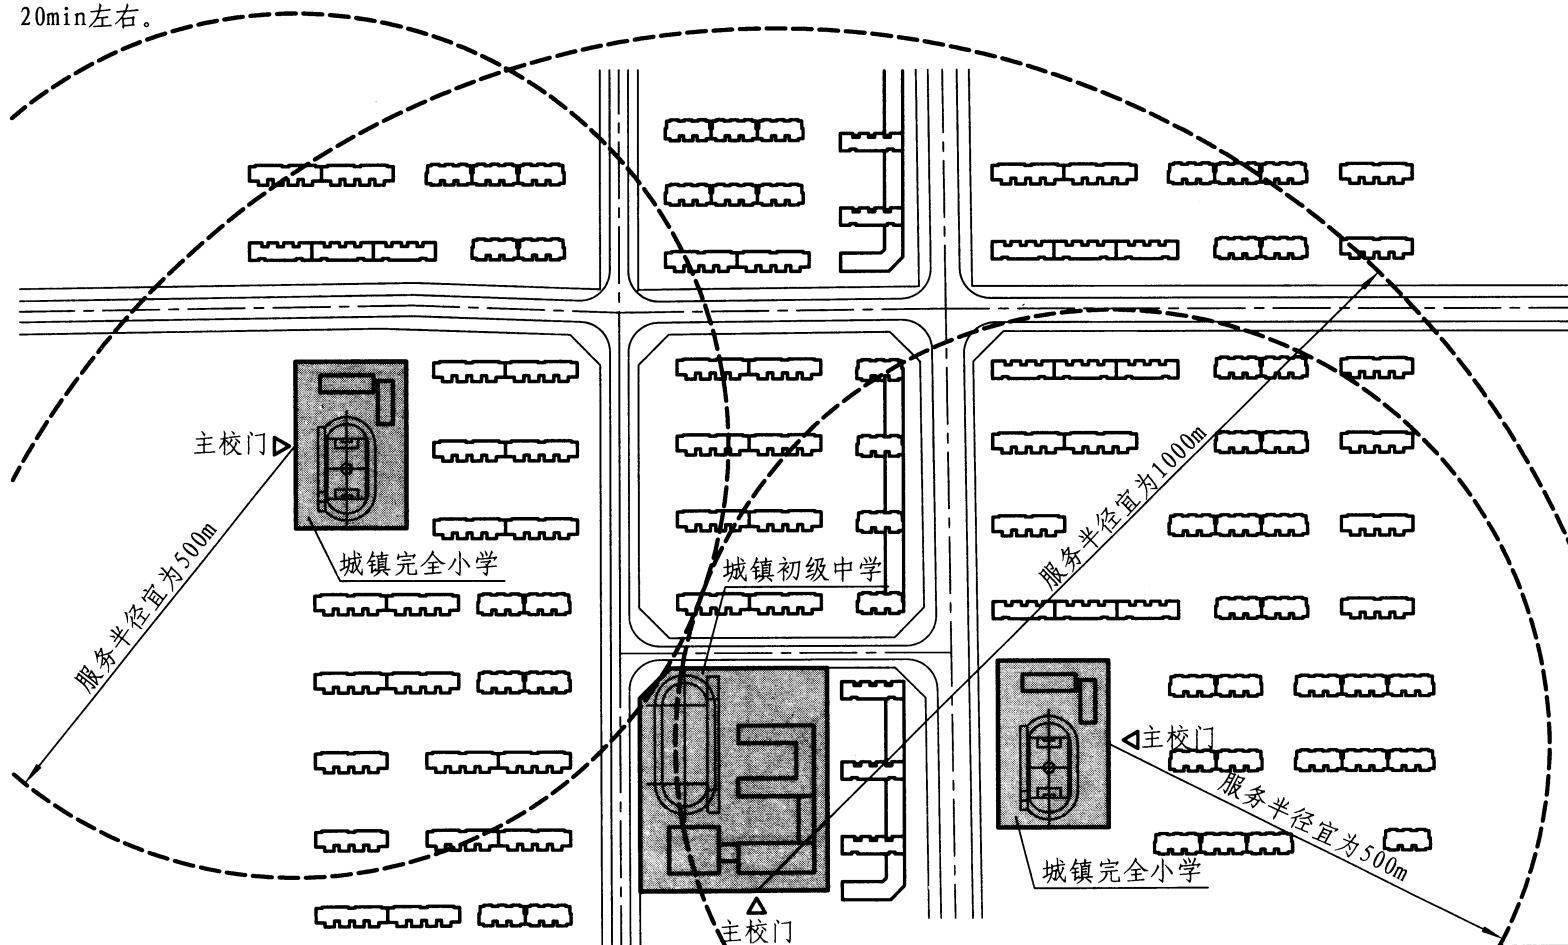 20min左右。
主校门
城镇完全小学
服务半径宜为500m
城镇初级中学
服务半径宜为1000m
主校门
主校门
服务半径宜为500m
城镇完全小学